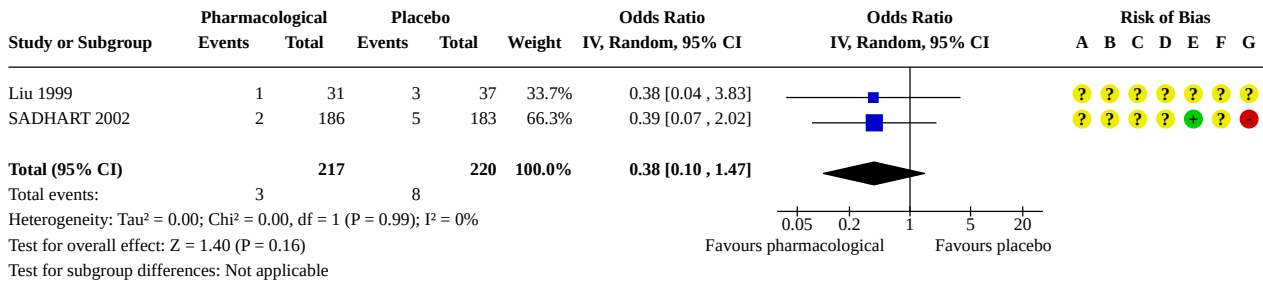 Pharmacological Placebo Odds Ratio Odds Ratio Risk of Bias
Study or Subgroup Events Total Events Total Weight IV, Random, 95% CI IV, Random, 95% CI A B C D E F G
Liu 1999 1 31 3 37 33.7% 0.38 [0.04 , 3.83] ? ? ? ? ? ? ?
SADHART 2002 2 186 5 183 66.3% 0.39 [0.07 , 2.02] ? ? ? ? + ? -
Total (95% CI) 217 220 100.0% 0.38 [0.10 , 1.47]
Total events: 3 8
Heterogeneity: Tau² = 0.00; Chi² = 0.00, df = 1 (P = 0.99); I² = 0% 0.05 0.2 1 5 20
Test for overall effect: Z = 1.40 (P = 0.16) Favours pharmacological Favours placebo
Test for subgroup differences: Not applicable